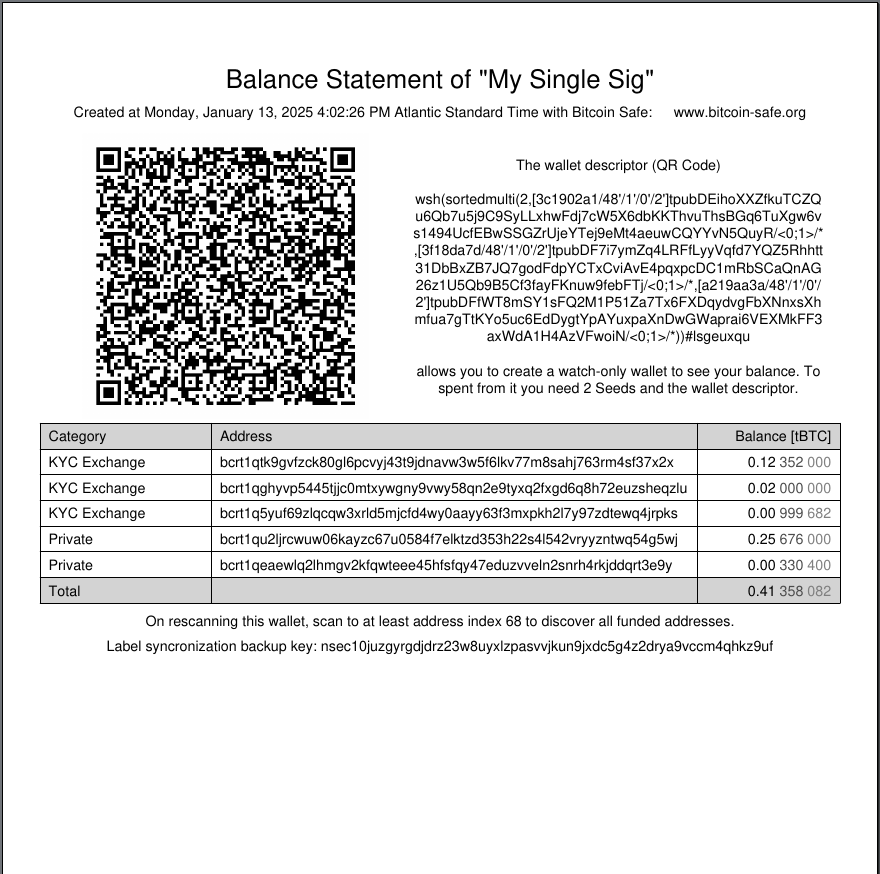 Balance Statement of "My Single Sig"
Created at Monday, January 13, 2025 4:02:26 PM Atlantic Standard Time with Bitcoin Safe: www.bitcoin-safe.org
The wallet descriptor (QR Code)
wsh(sortedmulti(2,[3c1902a1/48'/1'/0'/2']tpubDEihoXXZfkuTCZQ
u6Qb7u5j9C9SyLLxhwFdj7cW5X6dbKKThvuThsBGq6TuXgw6v
s1494UcfEBwSSGZrUjeYTej9eMt4aeuwCQYYvN5QuyR/<0;1>/*
,[3f18da7d/48'/1'/0'/2']tpubDF7i7ymZq4LRFfLyyVqfd7YQZ5Rhhtt
31DbBxZB7JQ7godFdpYCTxCviAvE4pqxpcDC1mRbSCaQnAG
26z1U5Qb9B5Cf3fayFKnuw9febFTj/<0;1>/*,[a219aa3a/48'/1'/0'/
2']tpubDFfWT8mSY1sFQ2M1P51Za7Tx6FXDqydvgFbXNnxsXh
mfua7gTtKYo5uc6EdDygtYpAYuxpaXnDwGWaprai6VEXMkFF3
axWdA1H4AzVFwoiN/<0;1>/*))#lsgeuxqu
allows you to create a watch-only wallet to see your balance. To
spent from it you need 2 Seeds and the wallet descriptor.
Category Address Balance [tBTC]
KYC Exchange bcrt1qtk9gvfzck80gl6pcvyj43t9jdnavw3w5f6lkv77m8sahj763rm4sf37x2x 0.12 352 000
KYC Exchange bcrt1qghyvp5445tjjc0mtxywgny9vwy58qn2e9tyxq2fxgd6q8h72euzsheqzlu 0.02 000 000
KYC Exchange bcrt1q5yuf69zlqcqw3xrld5mjcfd4wy0aayy63f3mxpkh2l7y97zdtewq4jrpks 0.00 999 682
Private bcrt1qu2ljrcwuw06kayzc67u0584f7elktzd353h22s4l542vryyzntwq54g5wj 0.25 676 000
Private bcrt1qeaewlq2lhmgv2kfqwteee45hfsfqy47eduzvveln2snrh4rkjddqrt3e9y 0.00 330 400
Total 0.41 358 082
On rescanning this wallet, scan to at least address index 68 to discover all funded addresses.
Label syncronization backup key: nsec10juzgyrgdjdrz23w8uyxlzpasvvjkun9jxdc5g4z2drya9vccm4qhkz9uf